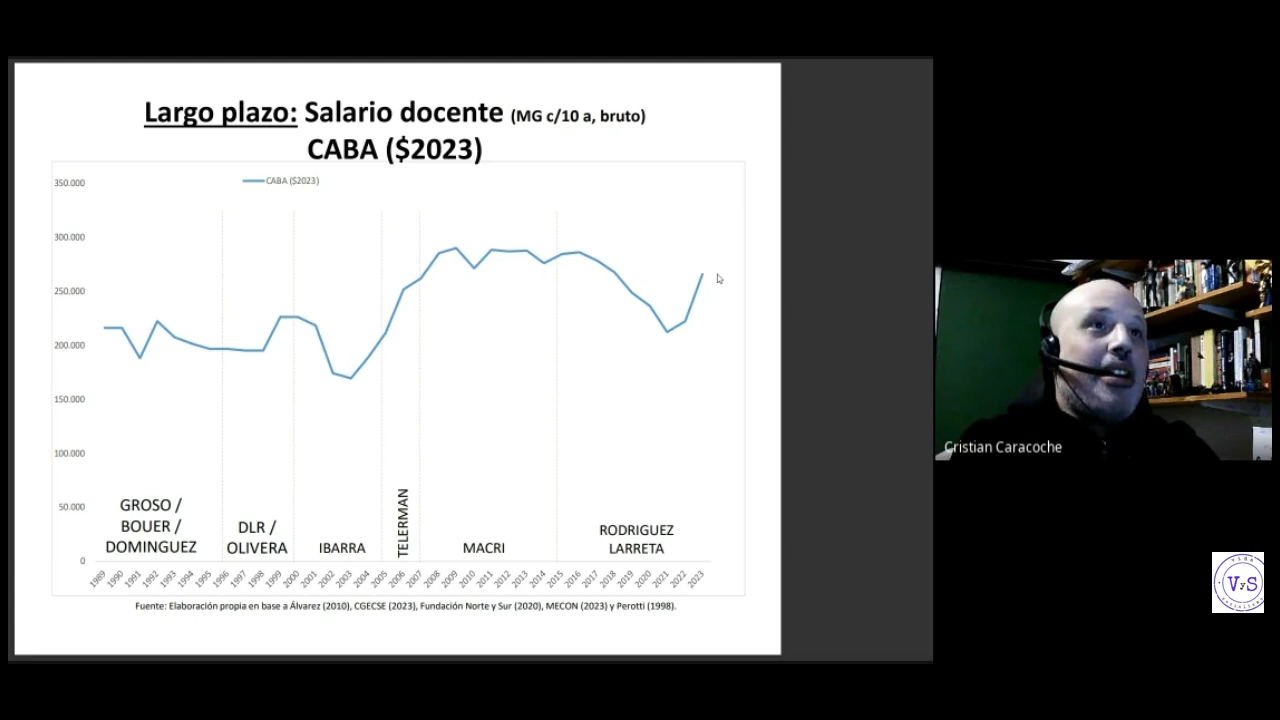 Largo plazo: Salario docente (MG c/10 a, bruto)
CABA ($2023)
CABA ($2023)
350.000
300.000
250.000
200.000
150.000
100.000
50.000
0
GROSO /
BOUER /
DOMINGUEZ
DLR /
OLIVERA
IBARRA
TELERMAN
MACRI
RODRIGUEZ
LARRETA
1989 1990 1991 1992 1993 1994 1995 1996 1997 1998 1999 2000 2001 2002 2003 2004 2005 2006 2007 2008 2009 2010 2011 2012 2013 2014 2015 2016 2017 2018 2019 2020 2021 2022 2023
Fuente: Elaboración propia en base a Álvarez (2010), CGECSE (2023), Fundación Norte y Sur (2020), MECON (2023) y Perotti (1998).
Cristian Caracoche
Vida
VyS